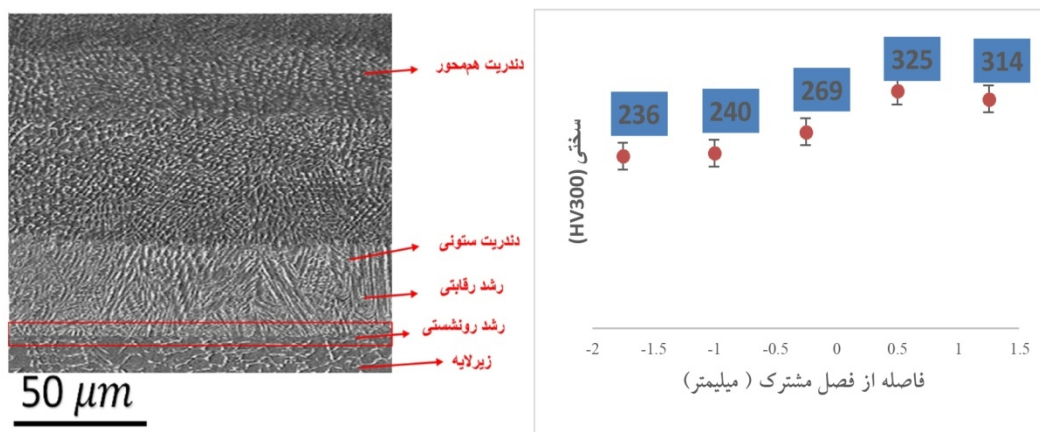 دندریت هم‌محور
دندریت ستونی
رشد رقابتی
رشد رونشستی
زیرلایه
50 μm
236
240
269
325
314
سختی (HV300)
-2 -1.5 -1 -0.5 0 0.5 1 1.5
فاصله از فصل مشترک ( میلیمتر)